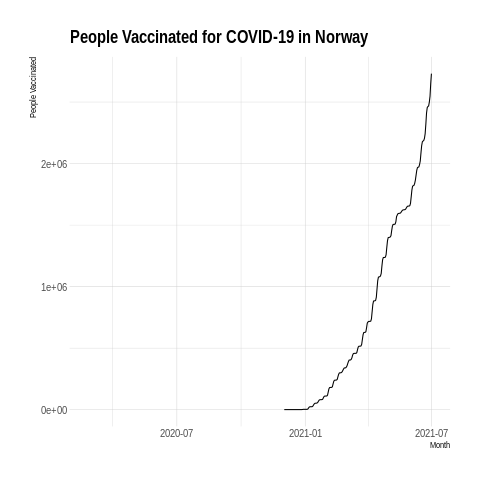 People Vaccinated for COVID-19 in Norway
People Vaccinated
2e+06
1e+06
0e+00
2020-07
2021-01
2021-07
Month